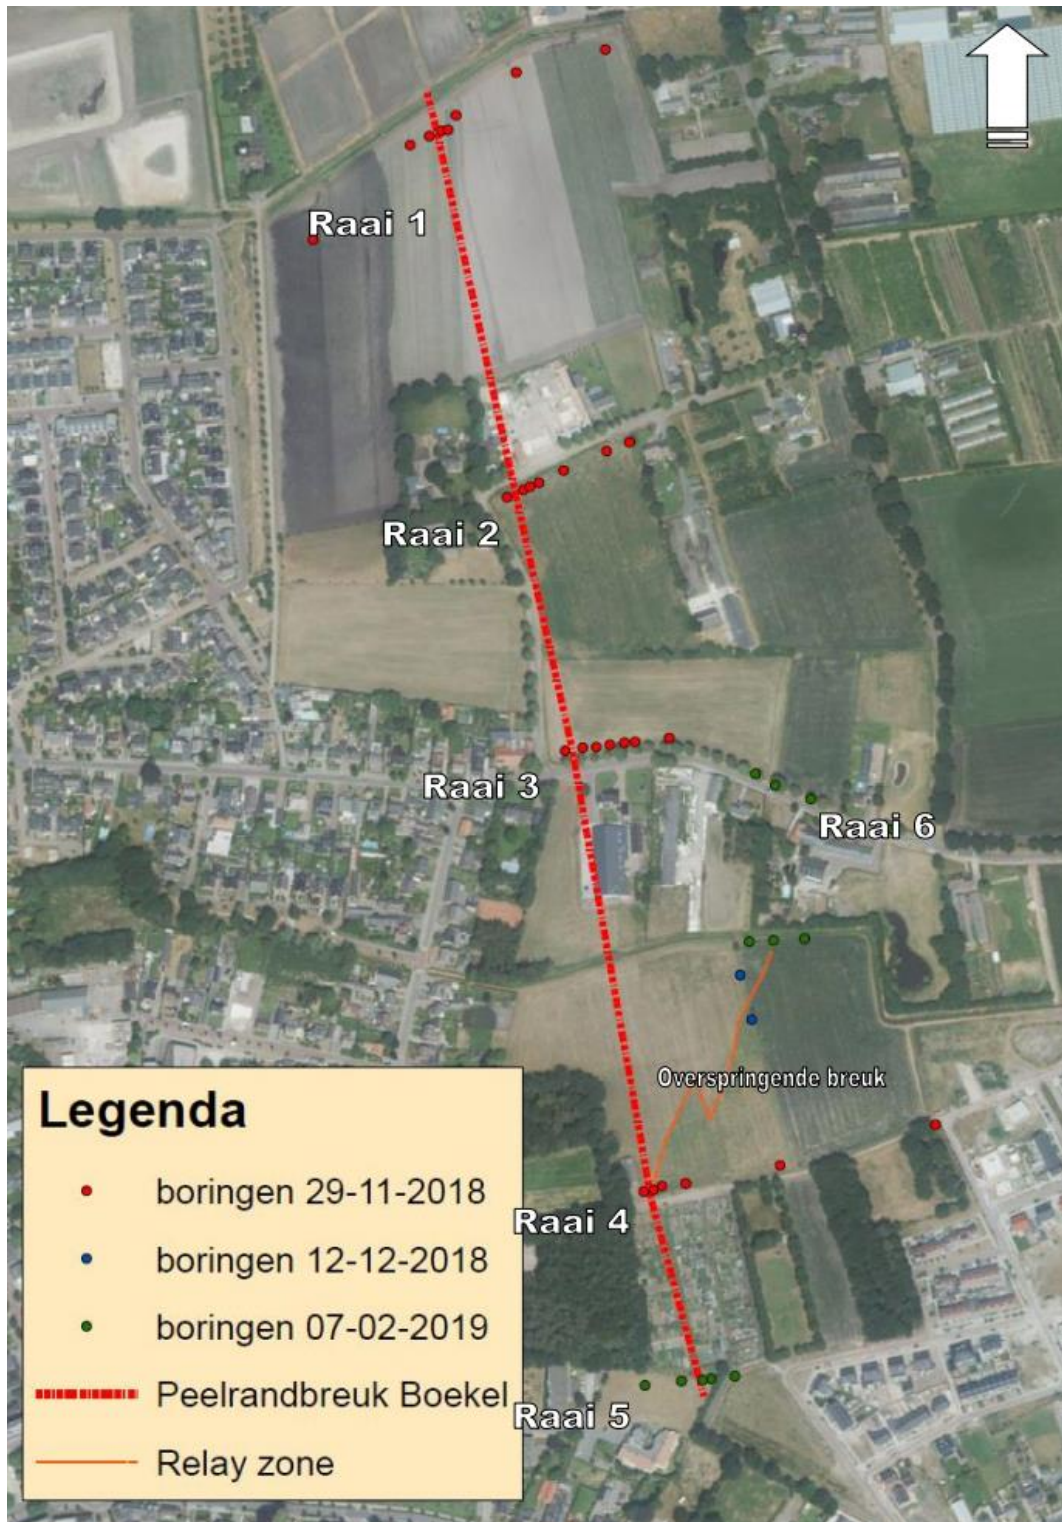 Raai 1
Raai 2
Raai 3
Raai 6
Overspringende breuk
Raai 4
Raai 5
Legenda
boringen 29-11-2018
boringen 12-12-2018
boringen 07-02-2019
Peelrandbreuk Boekel
Relay zone